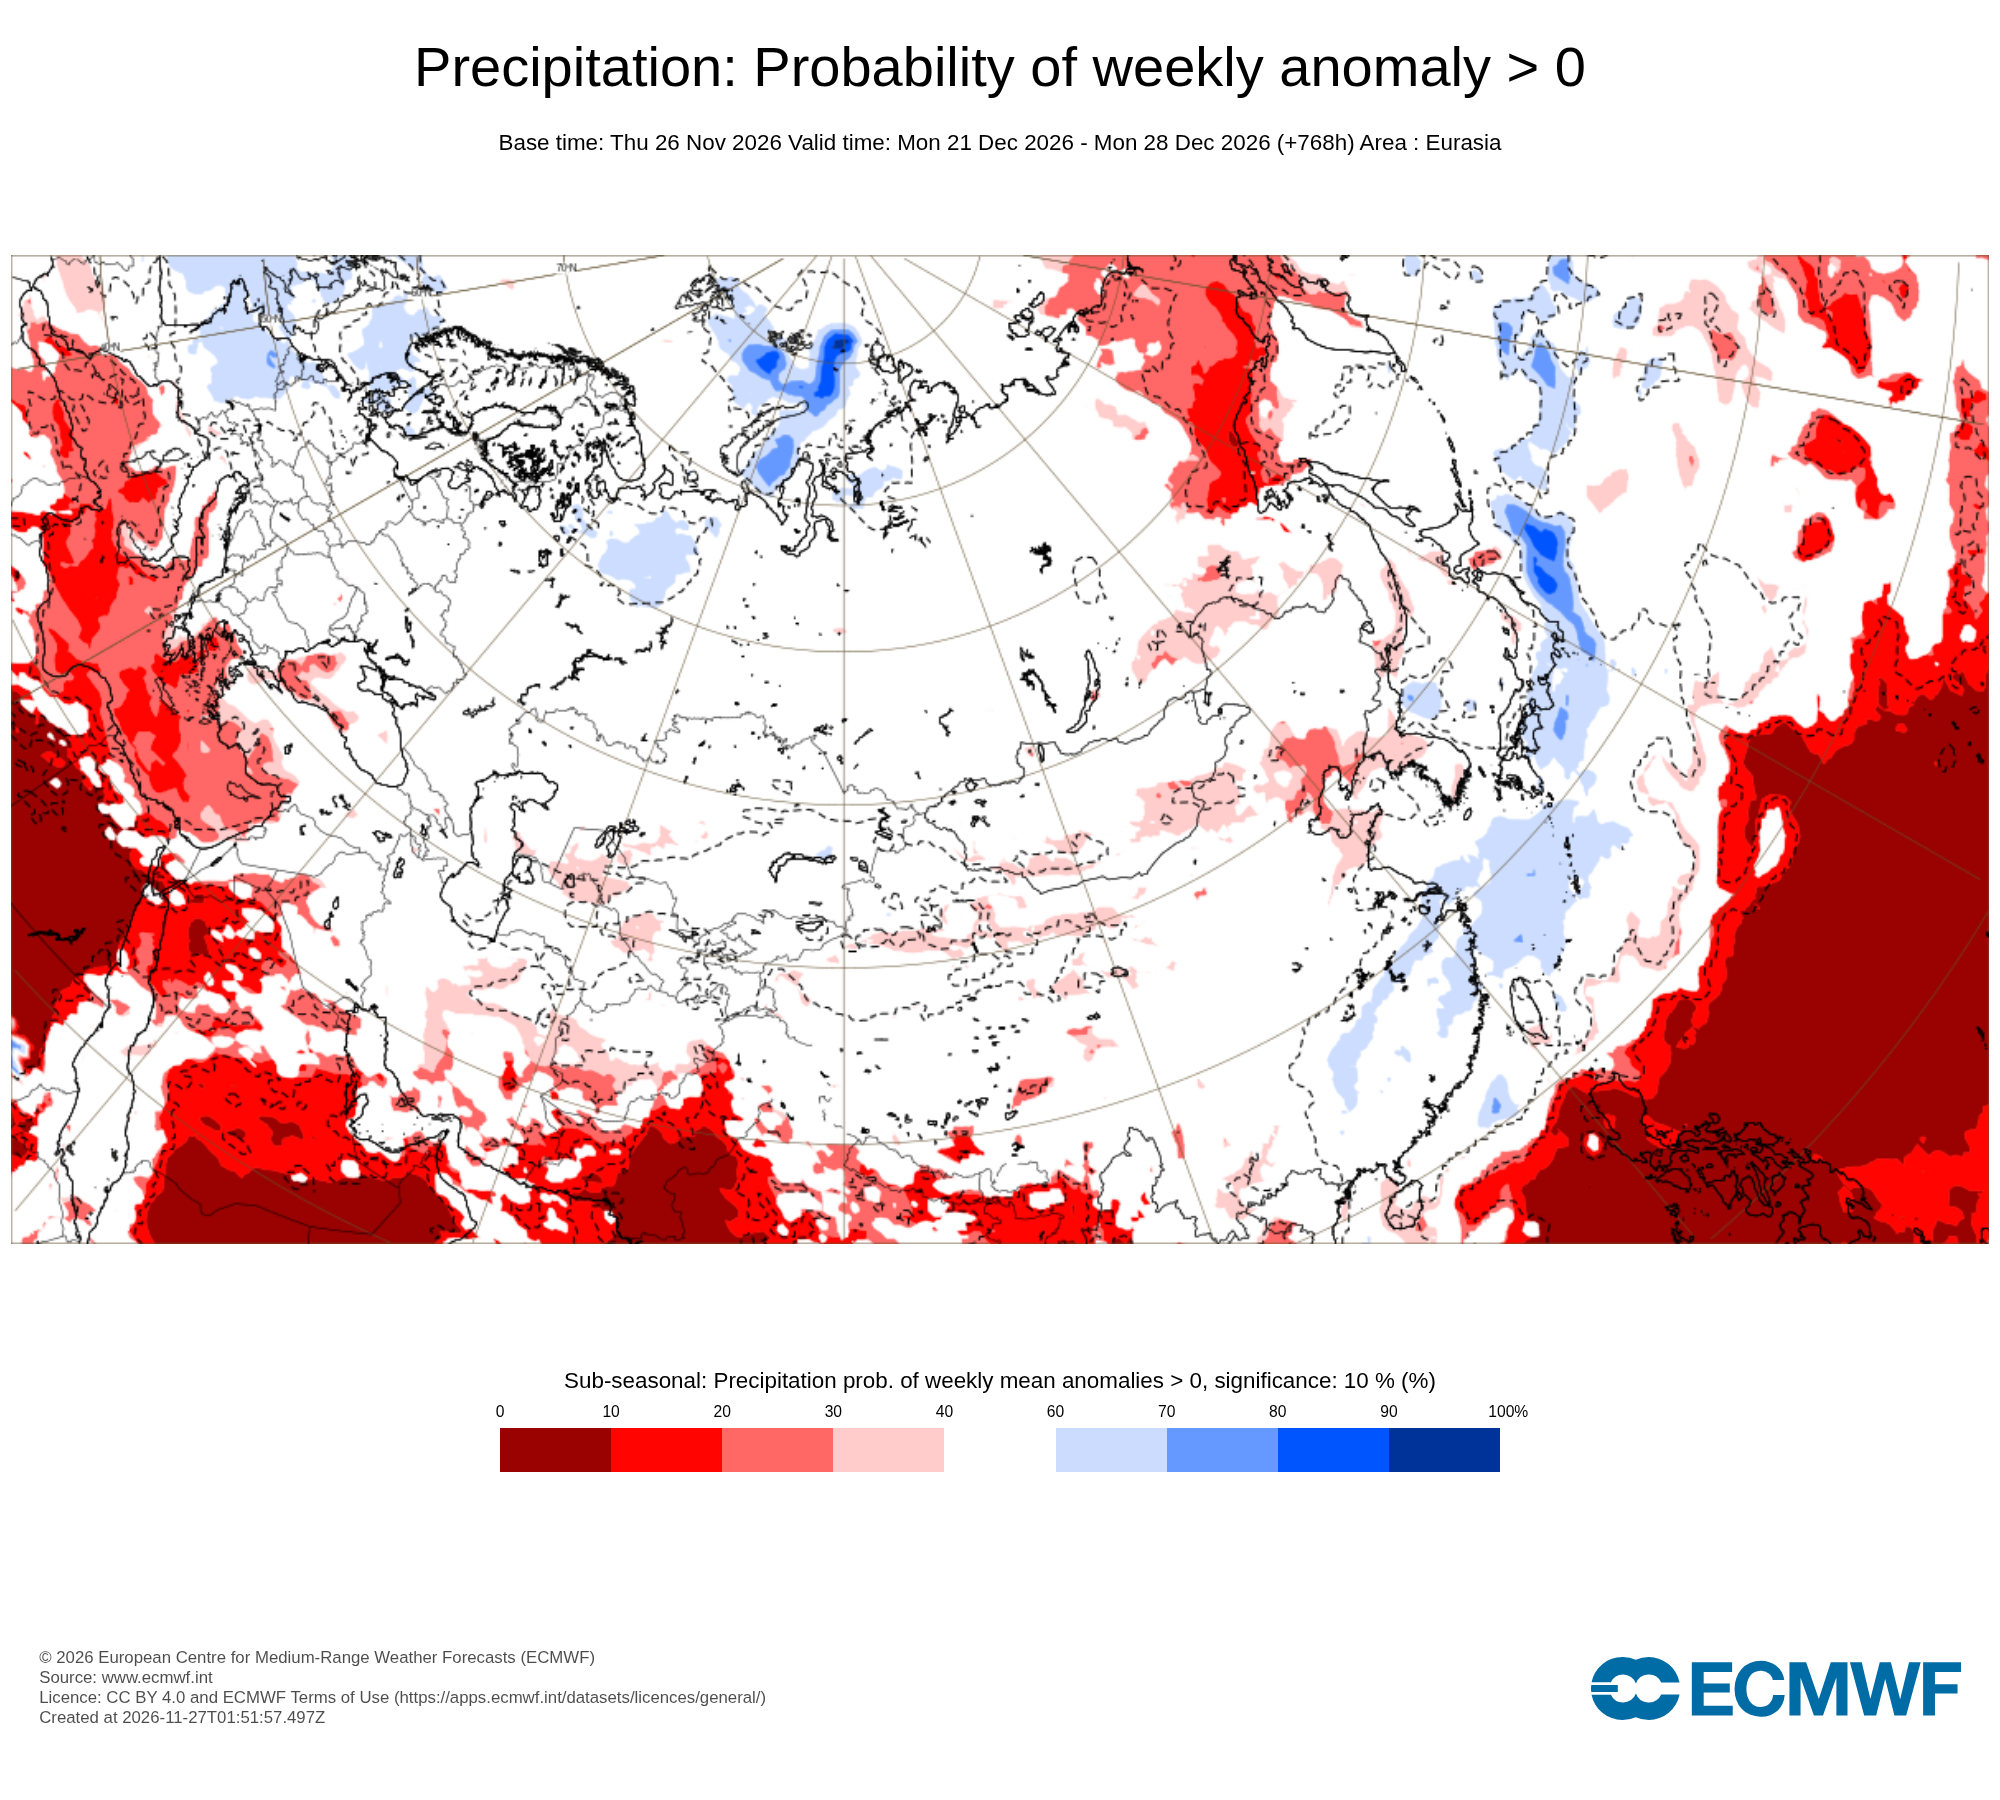 Precipitation: Probability of weekly anomaly > 0
Base time: Thu 26 Nov 2026 Valid time: Mon 21 Dec 2026 - Mon 28 Dec 2026 (+768h) Area : Eurasia
70°N
Sub-seasonal: Precipitation prob. of weekly mean anomalies > 0, significance: 10 % (%)
0 10 20 30 40 60 70 80 90 100%
© 2026 European Centre for Medium-Range Weather Forecasts (ECMWF)
Source: www.ecmwf.int
Licence: CC BY 4.0 and ECMWF Terms of Use (https://apps.ecmwf.int/datasets/licences/general/)
Created at 2026-11-27T01:51:57.497Z
ECMWF